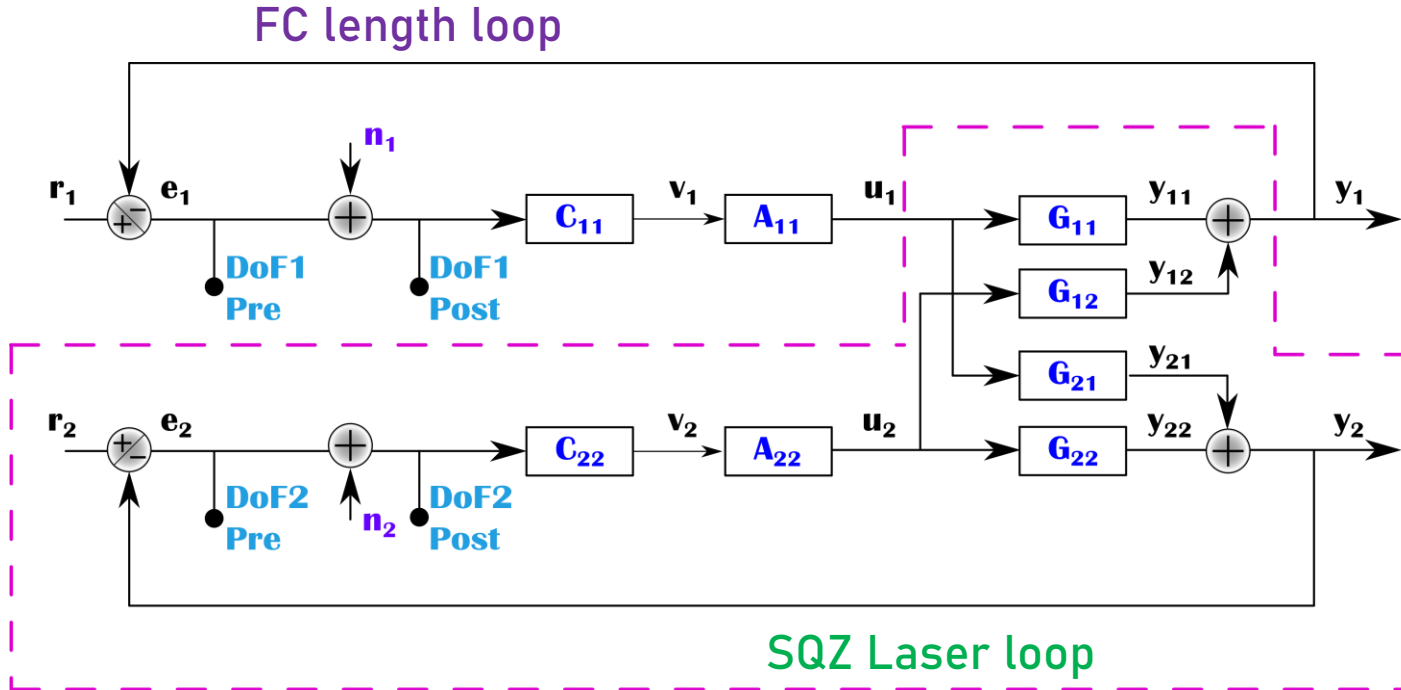 FC length loop
n₁
r₁ e₁ v₁ u₁ y₁₁ y₁
+ − + C₁₁ A₁₁ G₁₁ +
DoF1 Pre
DoF1 Post
y₁₂
G₁₂
y₂₁
G₂₁
r₂ e₂ v₂ u₂ y₂₂ y₂
+ − + C₂₂ A₂₂ G₂₂ +
DoF2 Pre
DoF2 Post
n₂
SQZ Laser loop